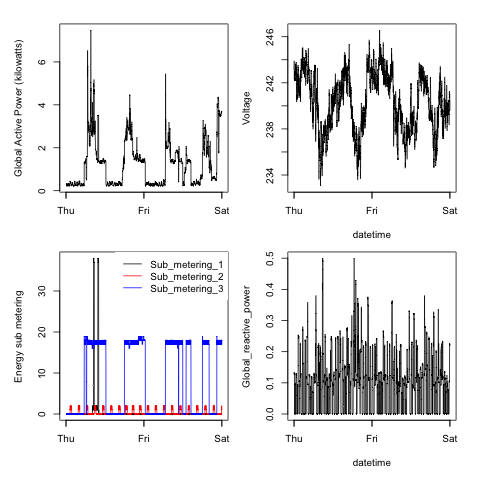 Global Active Power (kilowatts)
0 2 4 6
Thu Fri Sat
Voltage
234 238 242 246
Thu Fri Sat
datetime
Energy sub metering
0 10 20 30
Sub_metering_1
Sub_metering_2
Sub_metering_3
Thu Fri Sat
Global_reactive_power
0.0 0.1 0.2 0.3 0.4 0.5
Thu Fri Sat
datetime